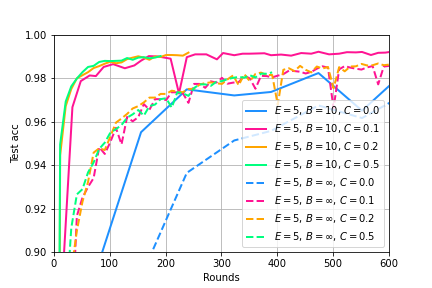 1.00
0.98
0.96
0.94
0.92
0.90
Test acc
0 100 200 300 400 500 600
Rounds
E = 5, B = 10, C = 0.0
E = 5, B = 10, C = 0.1
E = 5, B = 10, C = 0.2
E = 5, B = 10, C = 0.5
E = 5, B = ∞, C = 0.0
E = 5, B = ∞, C = 0.1
E = 5, B = ∞, C = 0.2
E = 5, B = ∞, C = 0.5